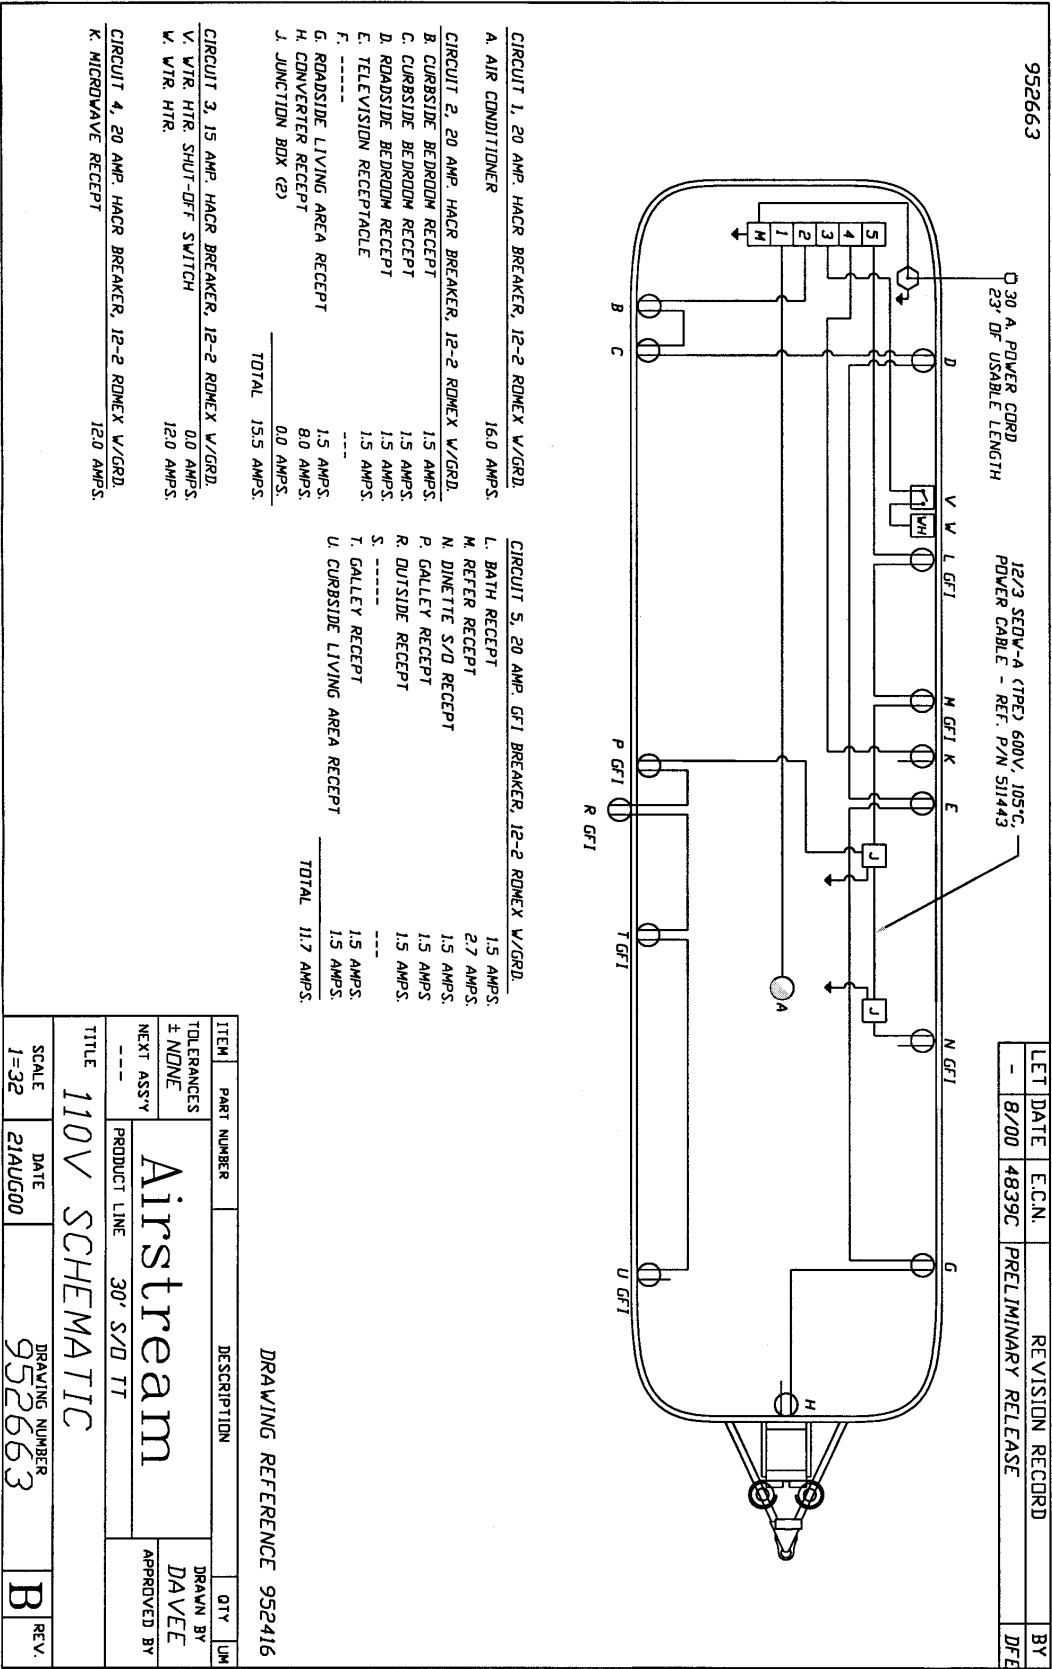 952663
LET DATE E.C.N. REVISION RECORD BY
- 8/00 4839C PRELIMINARY RELEASE DFE
30 A. POWER CORD
23' OF USABLE LENGTH
12/3 SEOW-A (TPE) 600V, 105°C,
POWER CABLE - REF. P/N 511443
D V W L GFI M GFI K E N GFI G
M 1 2 3 4 5
WH
J J
A
H
B C P GFI R GFI T GFI U GFI
CIRCUIT 1, 20 AMP. HACR BREAKER, 12-2 ROMEX W/GRD.
A. AIR CONDITIONER 16.0 AMPS.
CIRCUIT 2, 20 AMP. HACR BREAKER, 12-2 ROMEX W/GRD.
B. CURBSIDE BEDROOM RECEPT 1.5 AMPS.
C. CURBSIDE BEDROOM RECEPT 1.5 AMPS.
D. ROADSIDE BEDROOM RECEPT 1.5 AMPS.
E. TELEVISION RECEPTACLE 1.5 AMPS.
F. ----- ---
G. ROADSIDE LIVING AREA RECEPT 1.5 AMPS.
H. CONVERTER RECEPT 8.0 AMPS.
J. JUNCTION BOX (2) 0.0 AMPS.
TOTAL 15.5 AMPS.
CIRCUIT 3, 15 AMP. HACR BREAKER, 12-2 ROMEX W/GRD.
V. WTR. HTR. SHUT-OFF SWITCH 0.0 AMPS.
W. WTR. HTR. 12.0 AMPS.
CIRCUIT 4, 20 AMP. HACR BREAKER, 12-2 ROMEX W/GRD.
K. MICROWAVE RECEPT 12.0 AMPS.
CIRCUIT 5, 20 AMP. GFI BREAKER, 12-2 ROMEX W/GRD.
L. BATH RECEPT 1.5 AMPS.
M. REFER RECEPT 2.7 AMPS.
N. DINETTE S/O RECEPT 1.5 AMPS.
P. GALLEY RECEPT 1.5 AMPS
R. OUTSIDE RECEPT 1.5 AMPS.
S. ----- ---
T. GALLEY RECEPT 1.5 AMPS.
U. CURBSIDE LIVING AREA RECEPT 1.5 AMPS.
TOTAL 11.7 AMPS.
DRAWING REFERENCE 952416
ITEM PART NUMBER DESCRIPTION QTY UM
TOLERANCES
± NONE
NEXT ASS'Y
---
Airstream
PRODUCT LINE 30' S/O TT
DRAWN BY
DAVEE
APPROVED BY
TITLE 110V SCHEMATIC
SCALE
1=32
DATE
21AUG00
DRAWING NUMBER
952663
B
REV.